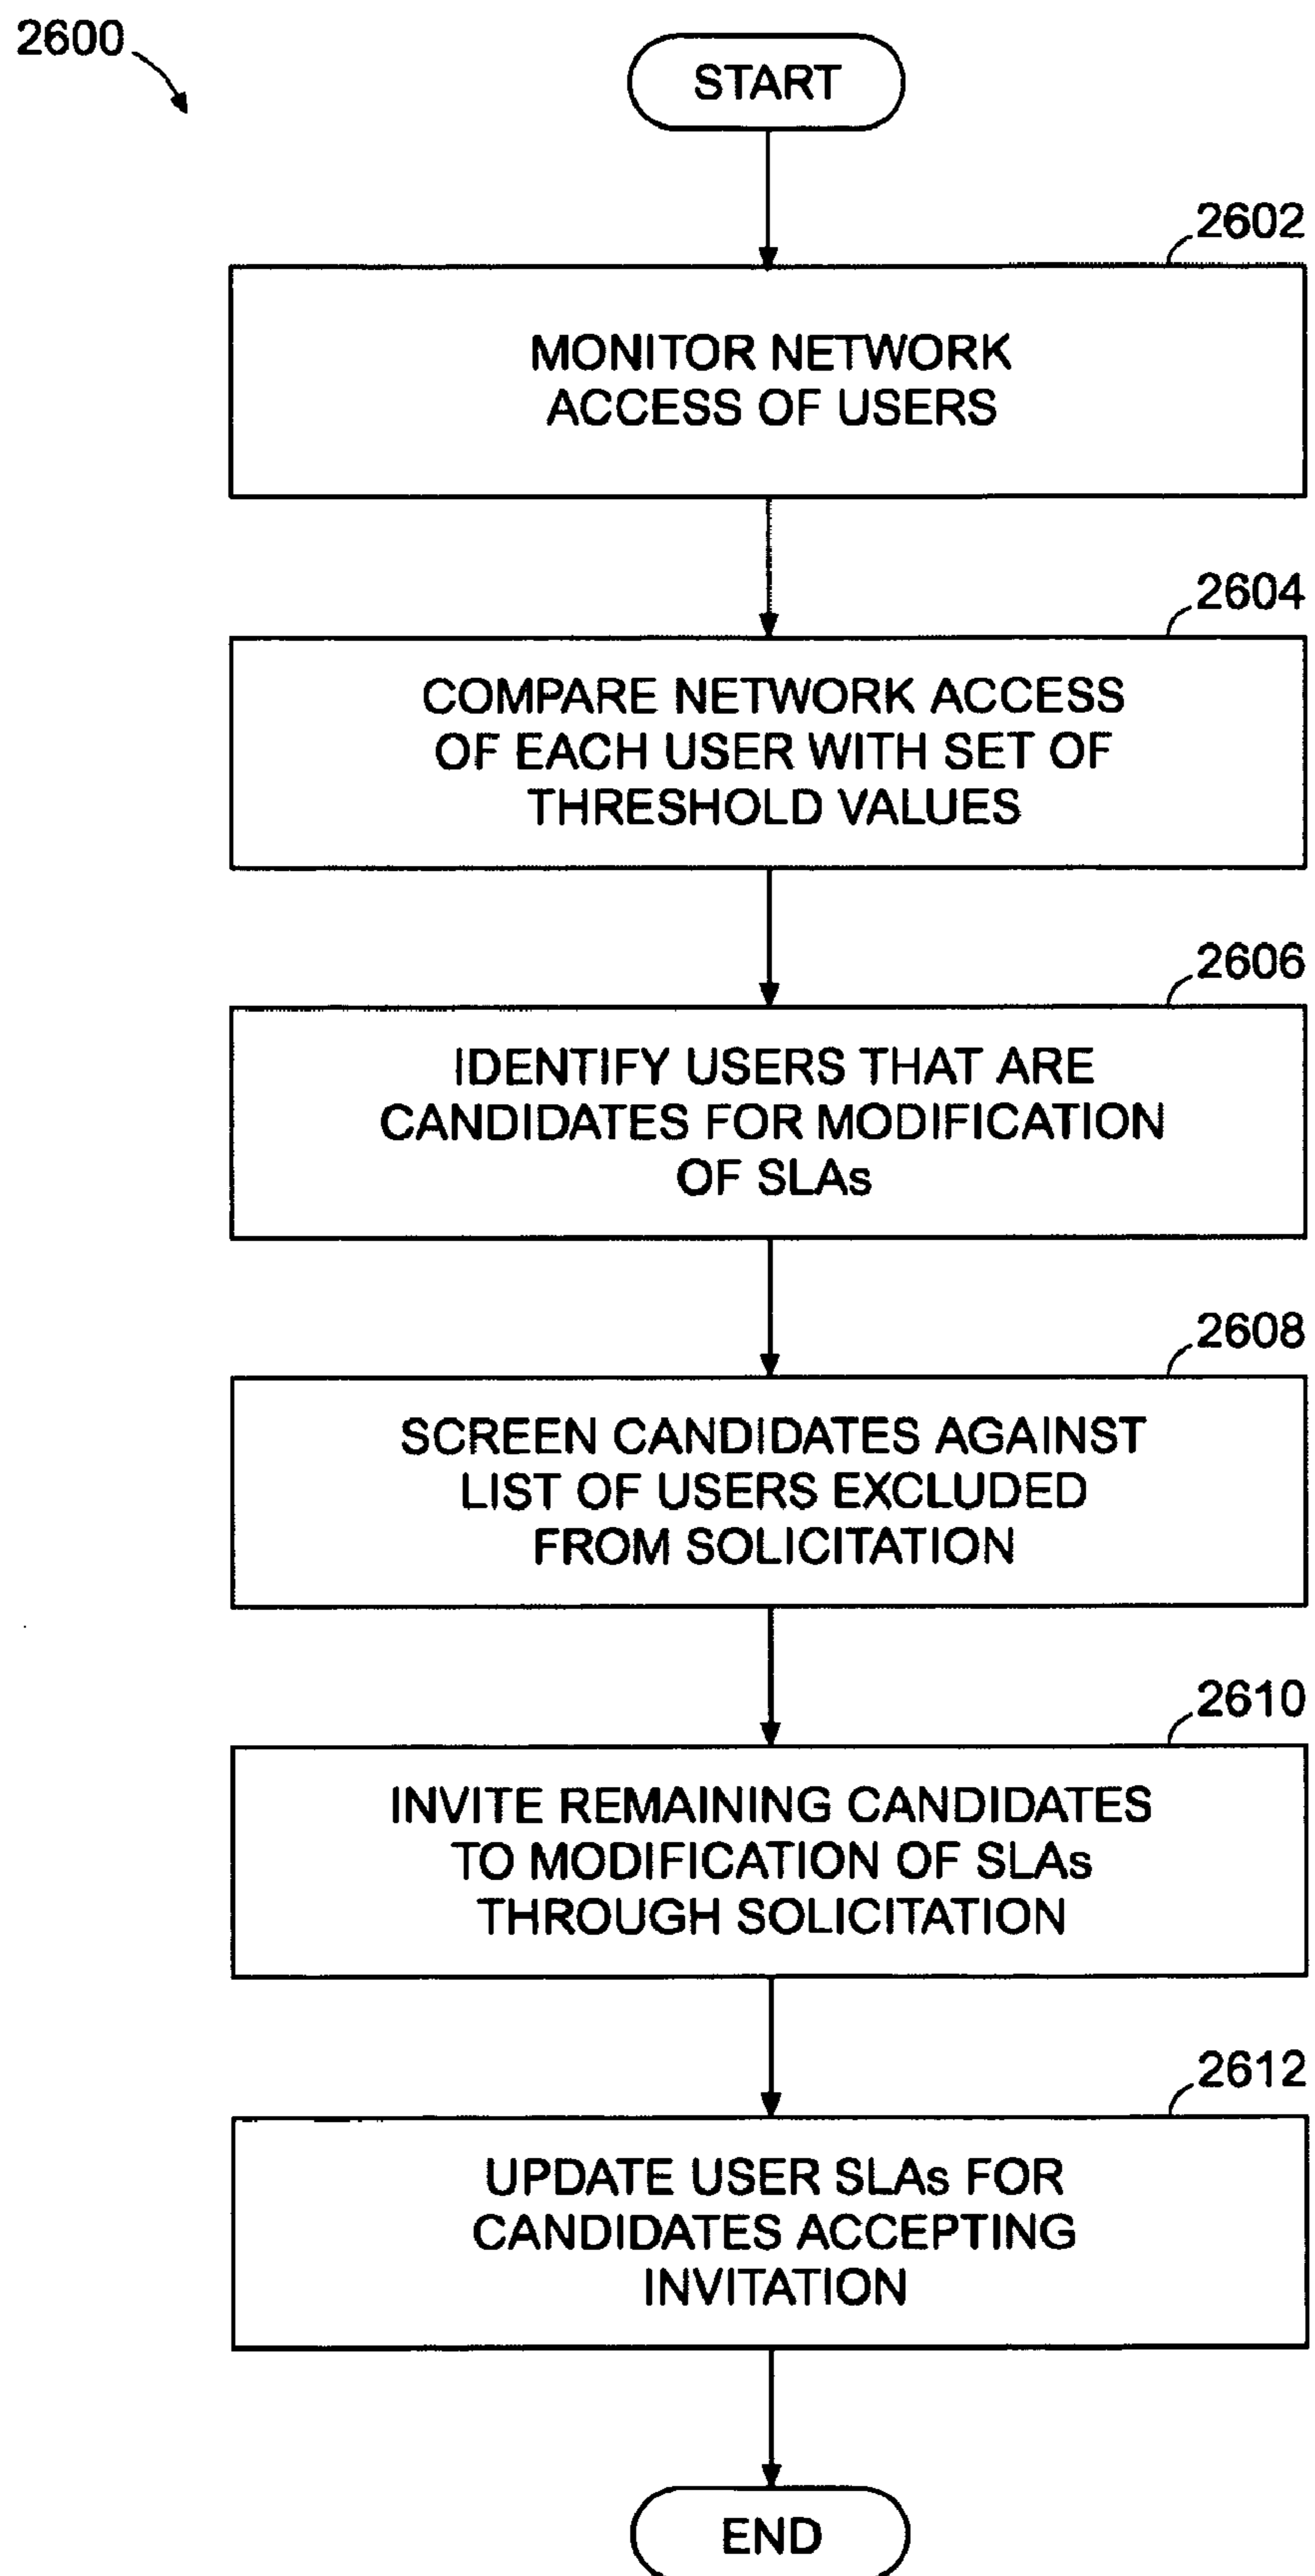 2600
START
2602
MONITOR NETWORK
ACCESS OF USERS
2604
COMPARE NETWORK ACCESS
OF EACH USER WITH SET OF
THRESHOLD VALUES
2606
IDENTIFY USERS THAT ARE
CANDIDATES FOR MODIFICATION
OF SLAs
2608
SCREEN CANDIDATES AGAINST
LIST OF USERS EXCLUDED
FROM SOLICITATION
2610
INVITE REMAINING CANDIDATES
TO MODIFICATION OF SLAs
THROUGH SOLICITATION
2612
UPDATE USER SLAs FOR
CANDIDATES ACCEPTING
INVITATION
END